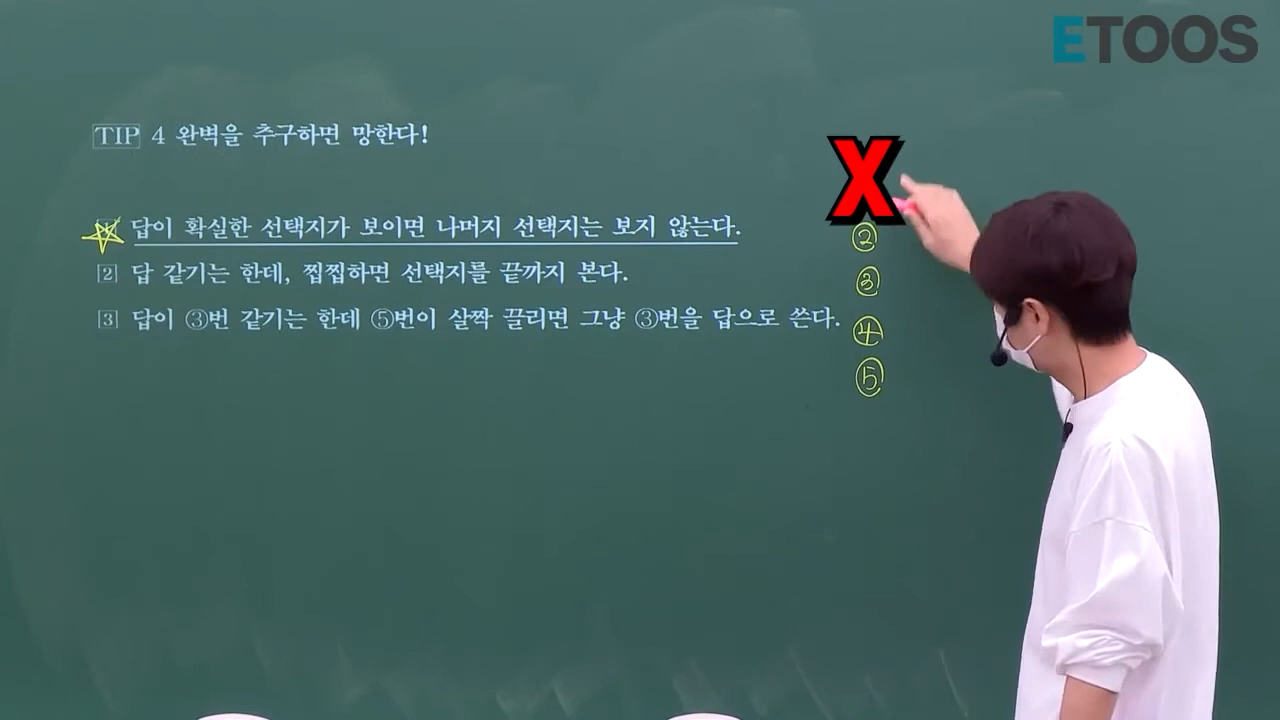 ETOOS
TIP 4 완벽을 추구하면 망한다!
X
1 답이 확실한 선택지가 보이면 나머지 선택지는 보지 않는다.
②
2 답 같기는 한데, 찝찝하면 선택지를 끝까지 본다.
③
3 답이 ③번 같기는 한데 ⑤번이 살짝 끌리면 그냥 ③번을 답으로 쓴다.
④
⑤